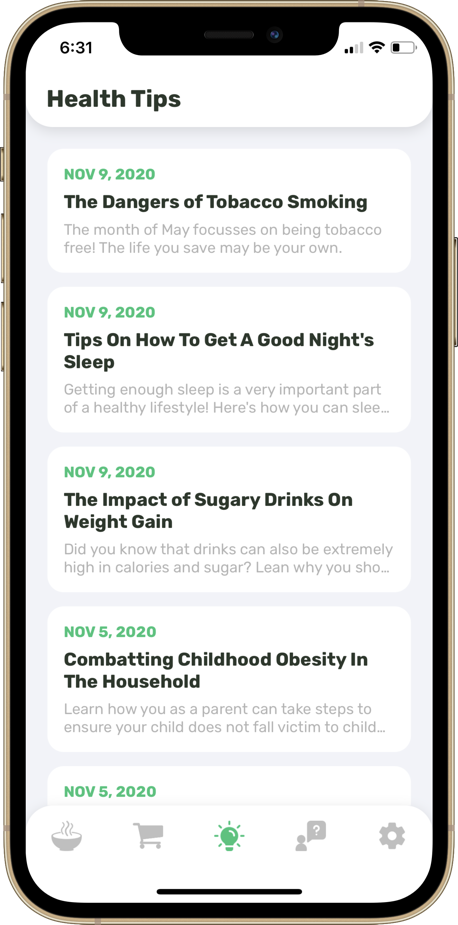 6:31
Health Tips
NOV 9, 2020
The Dangers of Tobacco Smoking
The month of May focusses on being tobacco
free! The life you save may be your own.
NOV 9, 2020
Tips On How To Get A Good Night's
Sleep
Getting enough sleep is a very important part
of a healthy lifestyle! Here's how you can slee...
NOV 9, 2020
The Impact of Sugary Drinks On
Weight Gain
Did you know that drinks can also be extremely
high in calories and sugar? Lean why you sho...
NOV 5, 2020
Combatting Childhood Obesity In
The Household
Learn how you as a parent can take steps to
ensure your child does not fall victim to child...
NOV 5, 2020
?